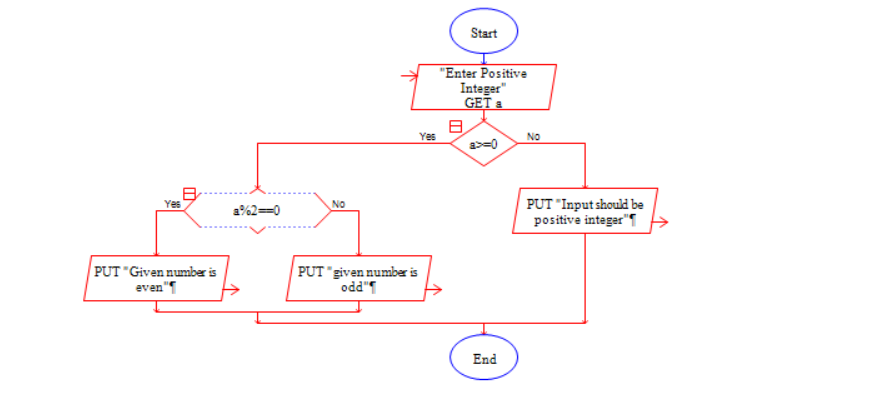 Start
"Enter Positive
Integer"
GET a
Yes
a>=0
No
Yes
a%2==0
No
PUT "Input should be
positive integer"¶
PUT "Given number is
even"¶
PUT "given number is
odd"¶
End